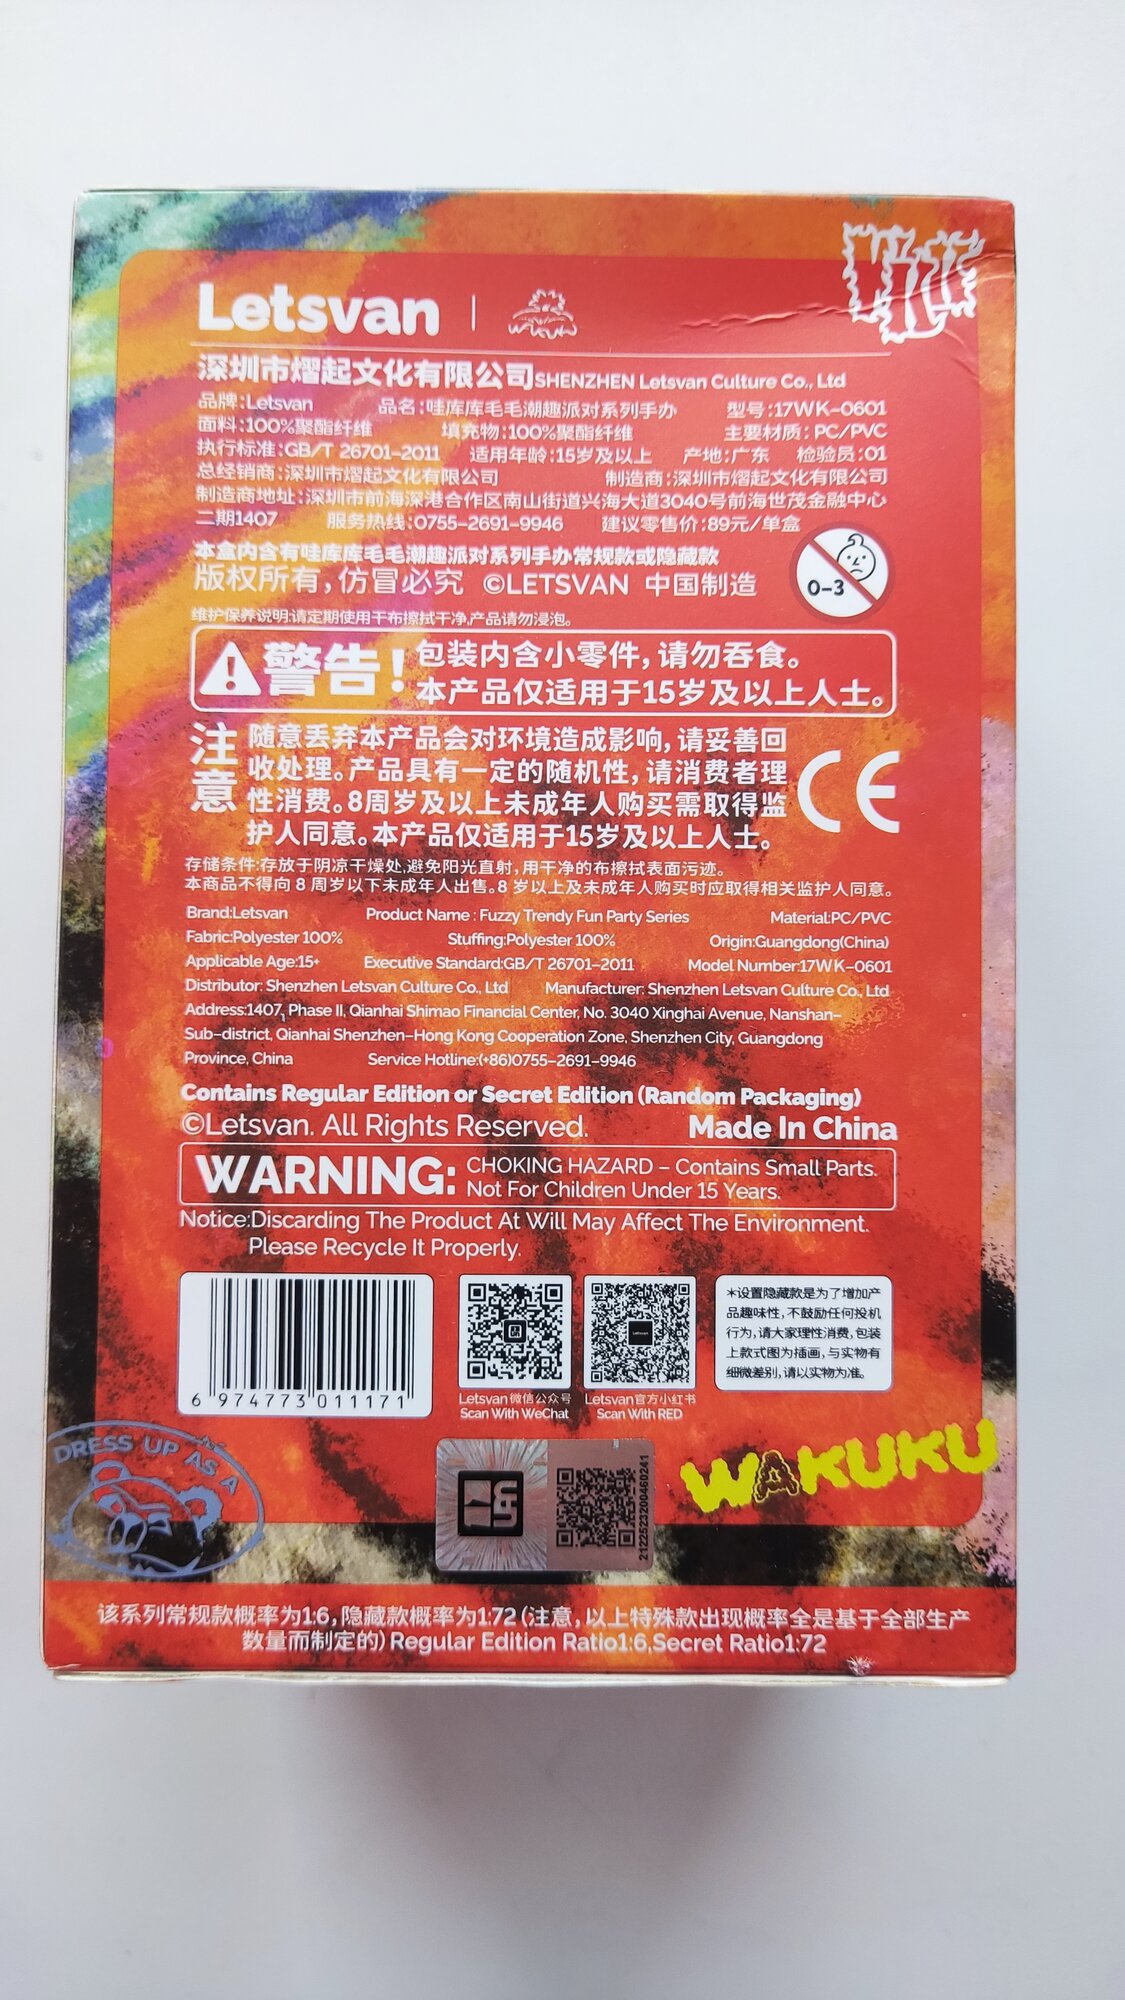 Letsvan
深圳市熠起文化有限公司SHENZHEN Letsvan Culture Co., Ltd
品牌:Letsvan 品名:哇库库毛毛潮趣派对系列手办 型号:17WK-0601
面料:100%聚酯纤维 填充物:100%聚酯纤维 主要材质: PC/PVC
执行标准:GB/T 26701-2011 适用年龄:15岁及以上 产地:广东 检验员:01
总经销商:深圳市熠起文化有限公司 制造商:深圳市熠起文化有限公司
制造商地址:深圳市前海深港合作区南山街道兴海大道3040号前海世茂金融中心
二期1407 服务热线:0755-2691-9946 建议零售价:89元/单盒
本盒内含有哇库库毛毛潮趣派对系列手办常规款或隐藏款
版权所有,仿冒必究 ©LETSVAN 中国制造
0-3
维护保养说明:请定期使用干布擦拭干净,产品请勿浸泡。
警告! 包装内含小零件,请勿吞食。
本产品仅适用于15岁及以上人士。
注意 随意丢弃本产品会对环境造成影响,请妥善回
收处理。产品具有一定的随机性,请消费者理
性消费。8周岁及以上未成年人购买需取得监
护人同意。本产品仅适用于15岁及以上人士。
CE
存储条件:存放于阴凉干燥处,避免阳光直射,用干净的布擦拭表面污迹。
本商品不得向 8 周岁以下未成年人出售。8 岁以上及未成年人购买时应取得相关监护人同意。
Brand:Letsvan Product Name : Fuzzy Trendy Fun Party Series Material:PC/PVC
Fabric:Polyester 100% Stuffing:Polyester 100% Origin:Guangdong(China)
Applicable Age:15+ Executive Standard:GB/T 26701-2011 Model Number:17WK-0601
Distributor: Shenzhen Letsvan Culture Co., Ltd Manufacturer: Shenzhen Letsvan Culture Co., Ltd
Address:1407, Phase II, Qianhai Shimao Financial Center, No. 3040 Xinghai Avenue, Nanshan-
Sub-district, Qianhai Shenzhen-Hong Kong Cooperation Zone, Shenzhen City, Guangdong
Province, China Service Hotline:(+86)0755-2691-9946
Contains Regular Edition or Secret Edition (Random Packaging)
©Letsvan. All Rights Reserved. Made In China
WARNING: CHOKING HAZARD – Contains Small Parts.
Not For Children Under 15 Years.
Notice:Discarding The Product At Will May Affect The Environment.
Please Recycle It Properly.
6 974773 011171
Letsvan微信公众号
Scan With WeChat
Letsvan
Letsvan官方小红书
Scan With RED
*设置隐藏款是为了增加产
品趣味性,不鼓励任何投机
行为,请大家理性消费,包装
上款式图为插画,与实物有
细微差别,请以实物为准。
DRESS UP AS A
212252320046024​1
WAKUKU
该系列常规款概率为1:6,隐藏款概率为1:72 (注意,以上特殊款出现概率全是基于全部生产
数量而制定的) Regular Edition Ratio1:6,Secret Ratio1:72